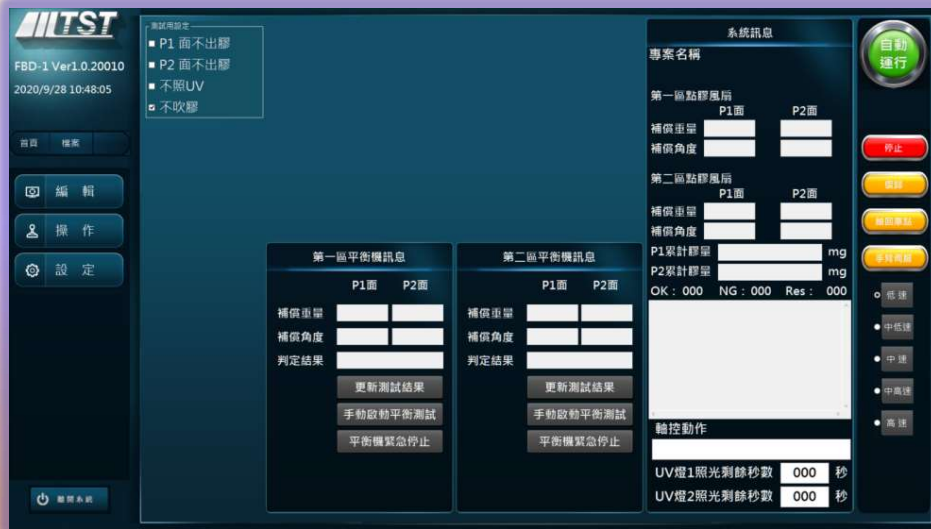 TST
FBD-1 Ver1.0.20010
2020/9/28 10:48:05
首頁 檔案
編 輯
操 作
設 定
離開系統
測試用設定
P1 面不出膠
P2 面不出膠
不照UV
不吹膠
第一區平衡機訊息
P1面 P2面
補償重量
補償角度
判定結果
更新測試結果
手動啟動平衡測試
平衡機緊急停止
第二區平衡機訊息
P1面 P2面
補償重量
補償角度
判定結果
更新測試結果
手動啟動平衡測試
平衡機緊急停止
系統訊息
專案名稱
第一區點膠風扇
P1面 P2面
補償重量
補償角度
第二區點膠風扇
P1面 P2面
補償重量
補償角度
P1累計膠量 mg
P2累計膠量 mg
OK : 000 NG : 000 Res : 000
軸控動作
UV燈1照光剩餘秒數 000 秒
UV燈2照光剩餘秒數 000 秒
自動
運行
停止
低速
中低速
中速
中高速
高速